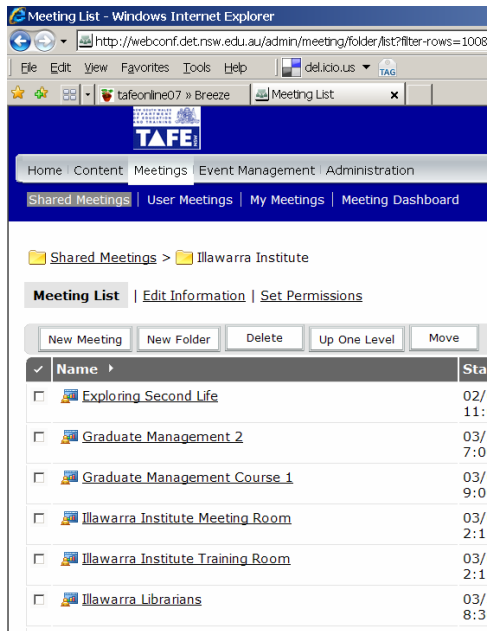 Meeting List - Windows Internet Explorer
http://webconf.det.nsw.edu.au/admin/meeting/folder/list?filter-rows=1008
File Edit View Favorites Tools Help del.icio.us TAG
tafeonline07 » Breeze Meeting List x
TAFE
Home Content Meetings Event Management Administration
Shared Meetings | User Meetings | My Meetings | Meeting Dashboard
Shared Meetings > Illawarra Institute
Meeting List | Edit Information | Set Permissions
New Meeting New Folder Delete Up One Level Move
Name Sta
Exploring Second Life 02/
11:
Graduate Management 2 03/
7:0
Graduate Management Course 1 03/
9:0
Illawarra Institute Meeting Room 03/
2:1
Illawarra Institute Training Room 03/
2:1
Illawarra Librarians 03/
8:3